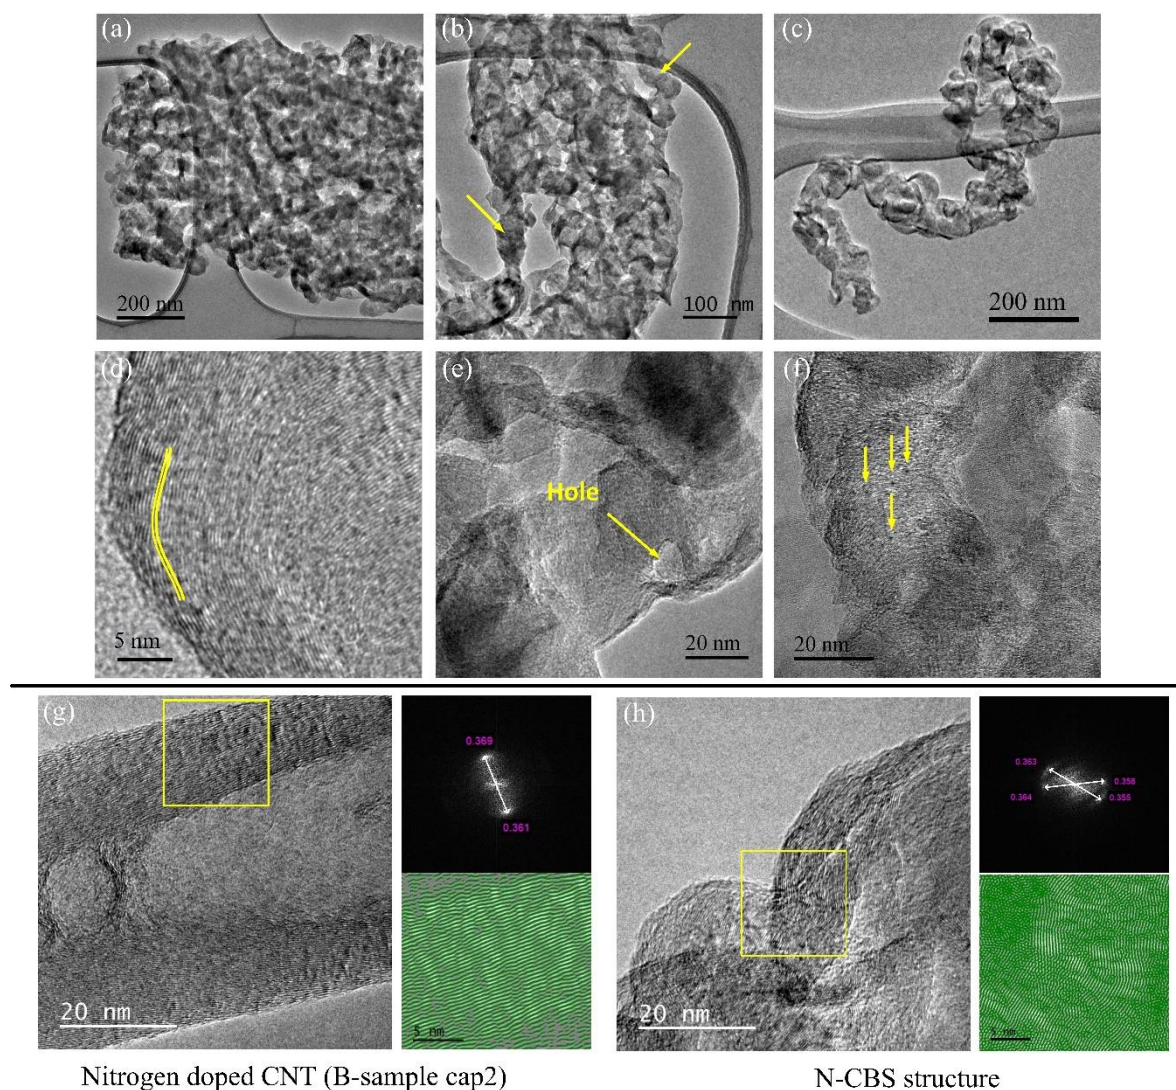 (a)
200 nm
(b)
100 nm
(c)
200 nm
(d)
5 nm
(e)
Hole
20 nm
(f)
20 nm
(g)
20 nm
0.369
0.361
5 nm
(h)
20 nm
0.363
0.358
0.364
0.355
5 nm
Nitrogen doped CNT (B-sample cap2)
N-CBS structure